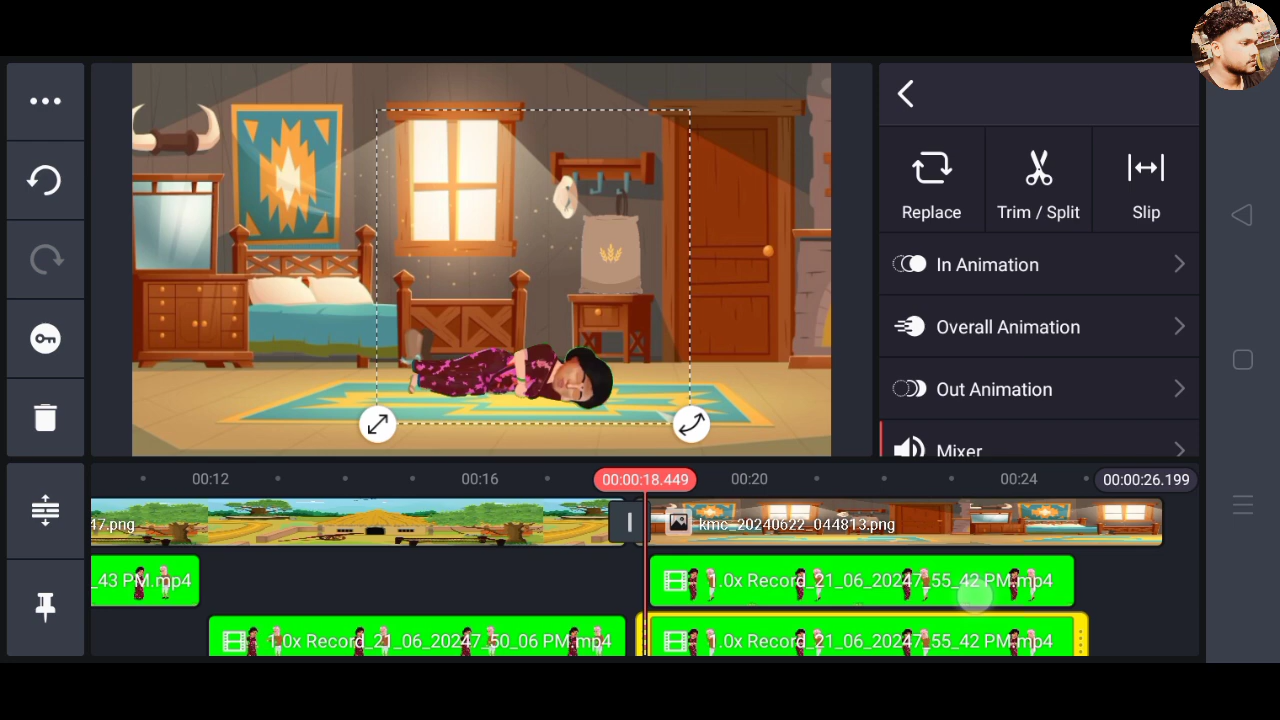 Replace
Trim / Split
Slip
In Animation
Overall Animation
Out Animation
Mixer
00:12
00:16
00:00:18.449
00:20
00:24
00:00:26.199
47.png
kmc_20240622_044813.png
_43 PM.mp4
1.0x Record_21_06_20247_55_42 PM.mp4
1.0x Record_21_06_20247_50_06 PM.mp4
1.0x Record_21_06_20247_55_42 PM.mp4